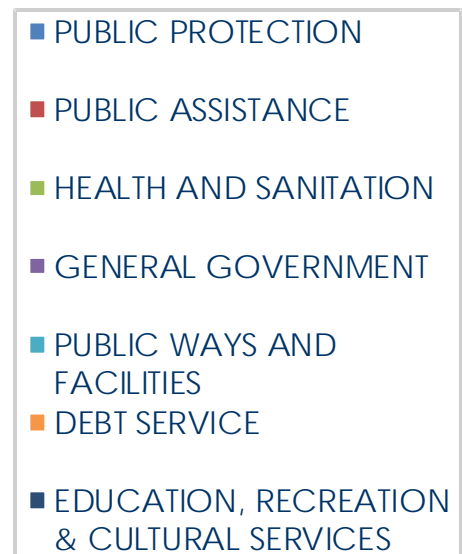 PUBLIC PROTECTION
PUBLIC ASSISTANCE
HEALTH AND SANITATION
GENERAL GOVERNMENT
PUBLIC WAYS AND
FACILITIES
DEBT SERVICE
EDUCATION, RECREATION
& CULTURAL SERVICES